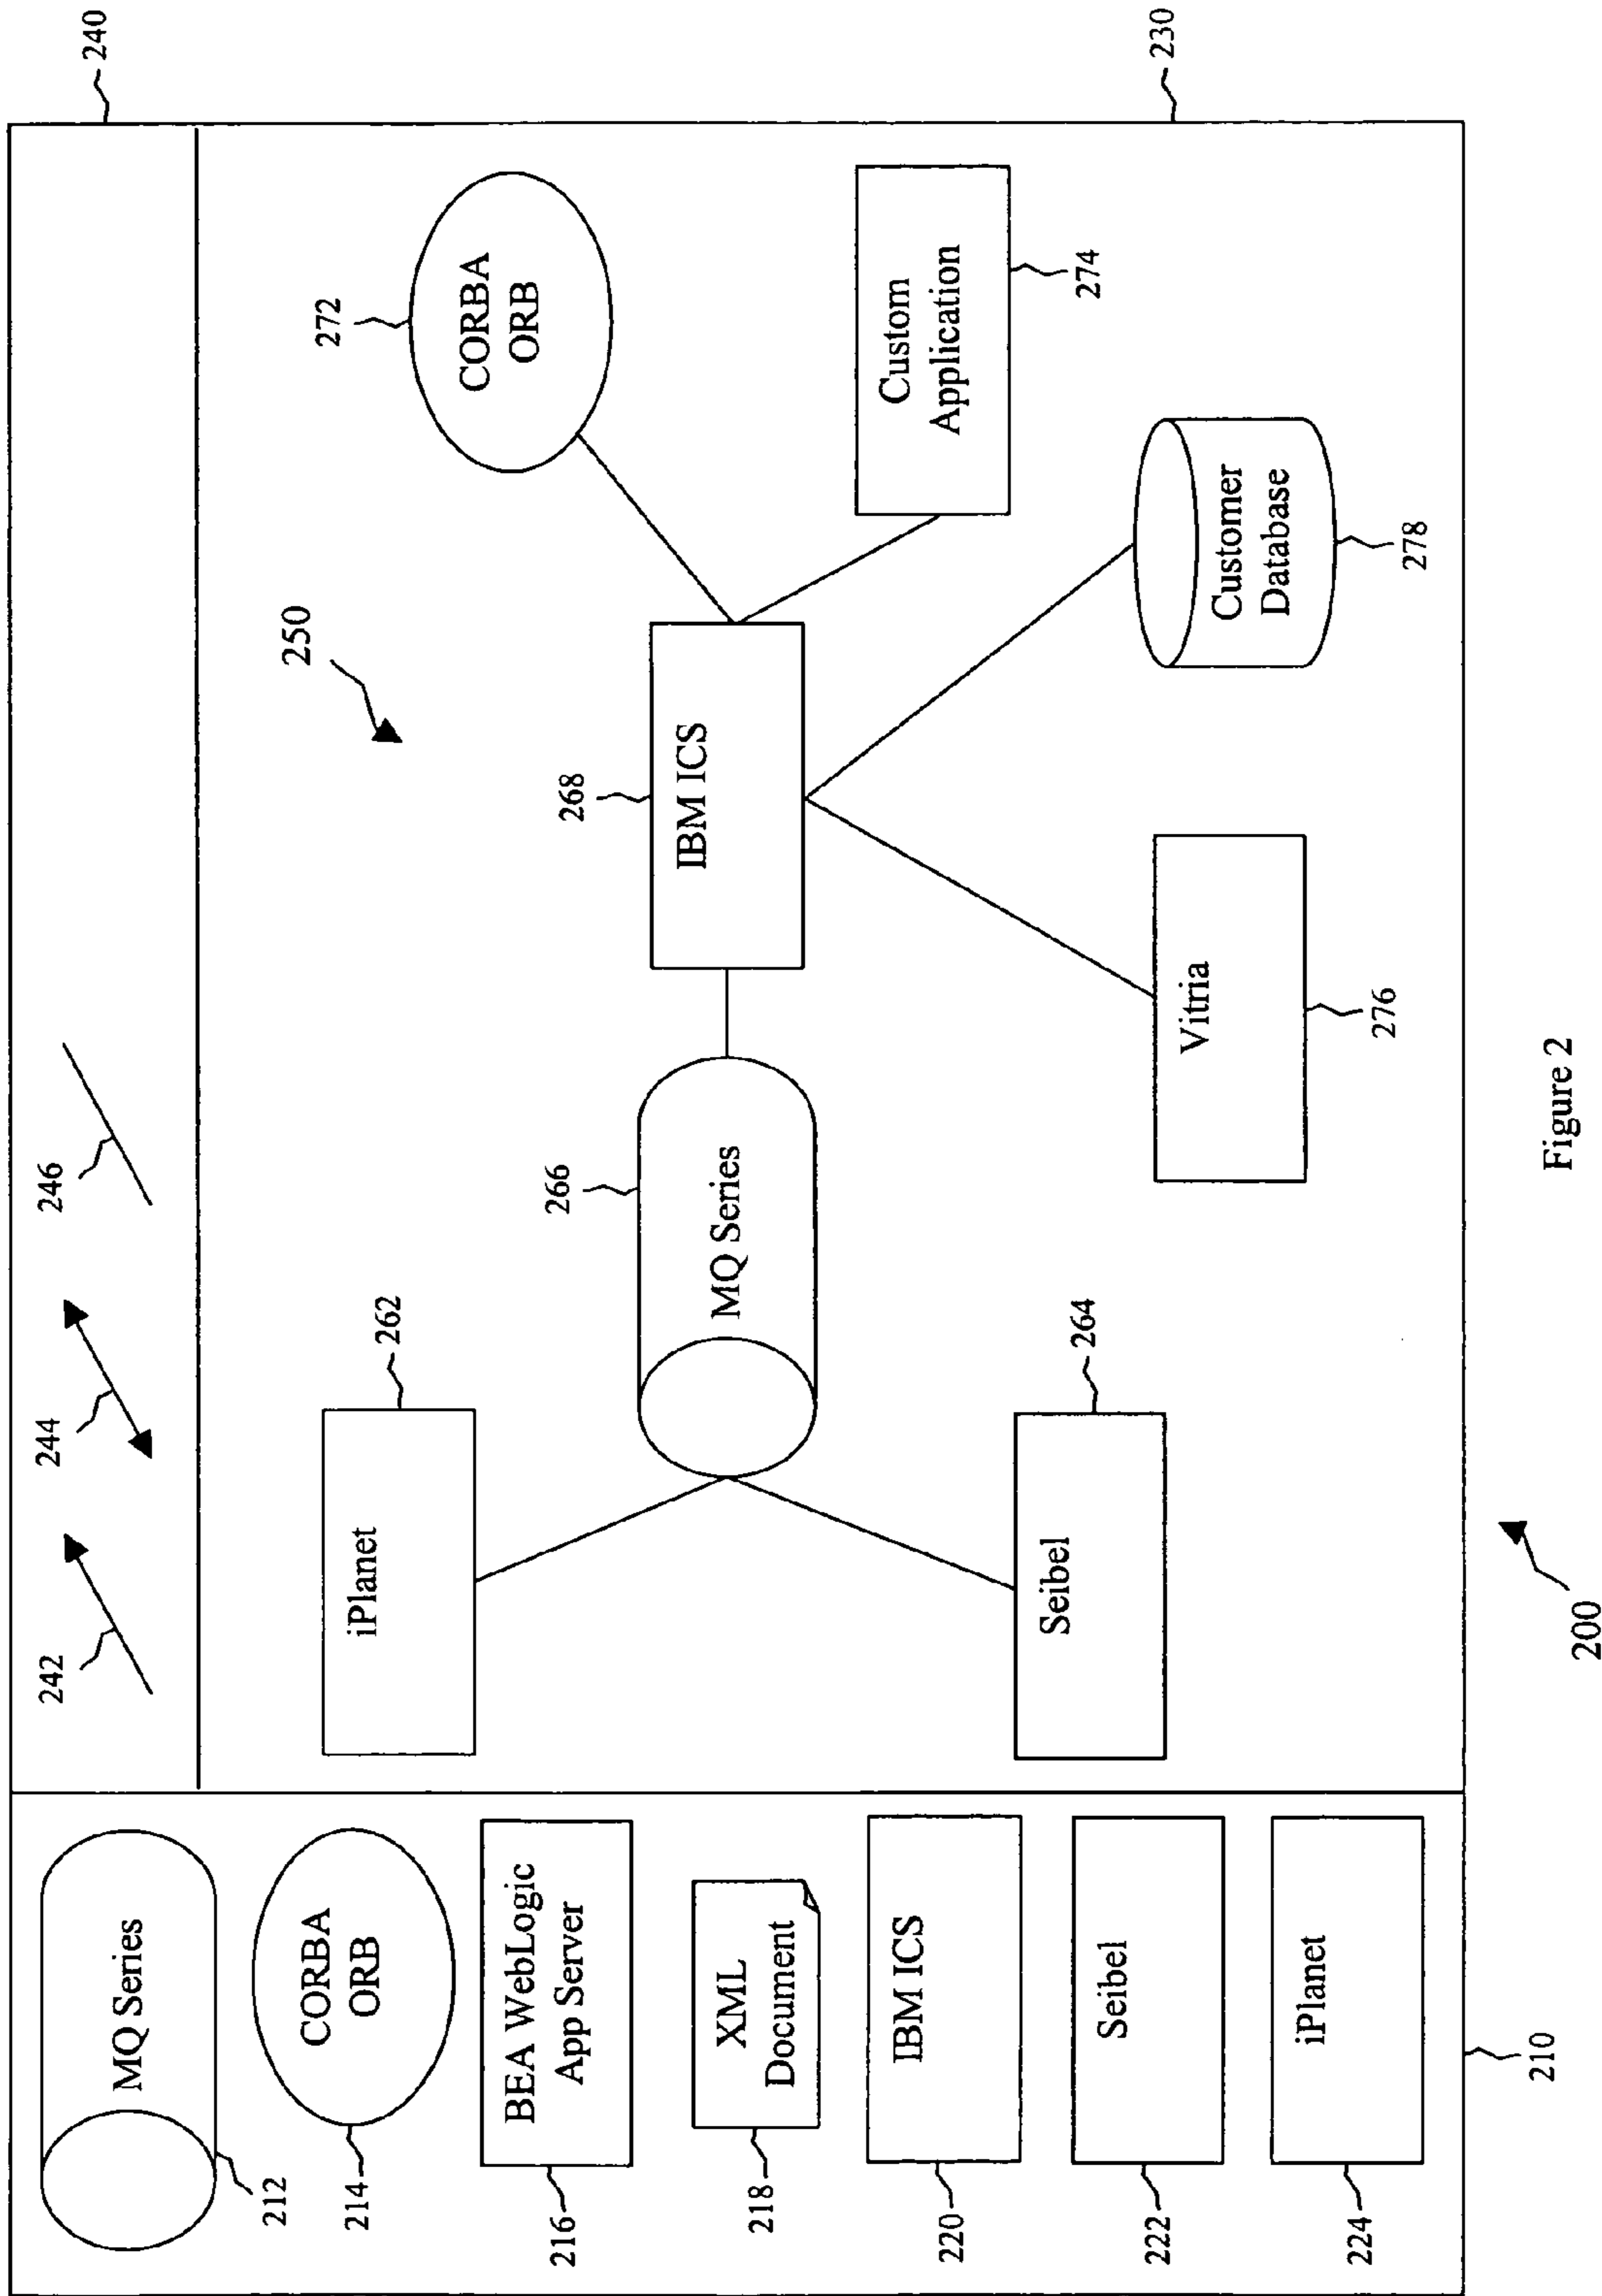 240
242
244
246
MQ Series
212
CORBA
ORB
214
BEA WebLogic
App Server
216
XML
Document
218
IBM ICS
220
Seibel
222
iPlanet
224
210
250
iPlanet
262
Seibel
264
266
MQ Series
268
IBM ICS
272
CORBA
ORB
Custom
Application
274
Vitria
276
Customer
Database
278
230
200
Figure 2